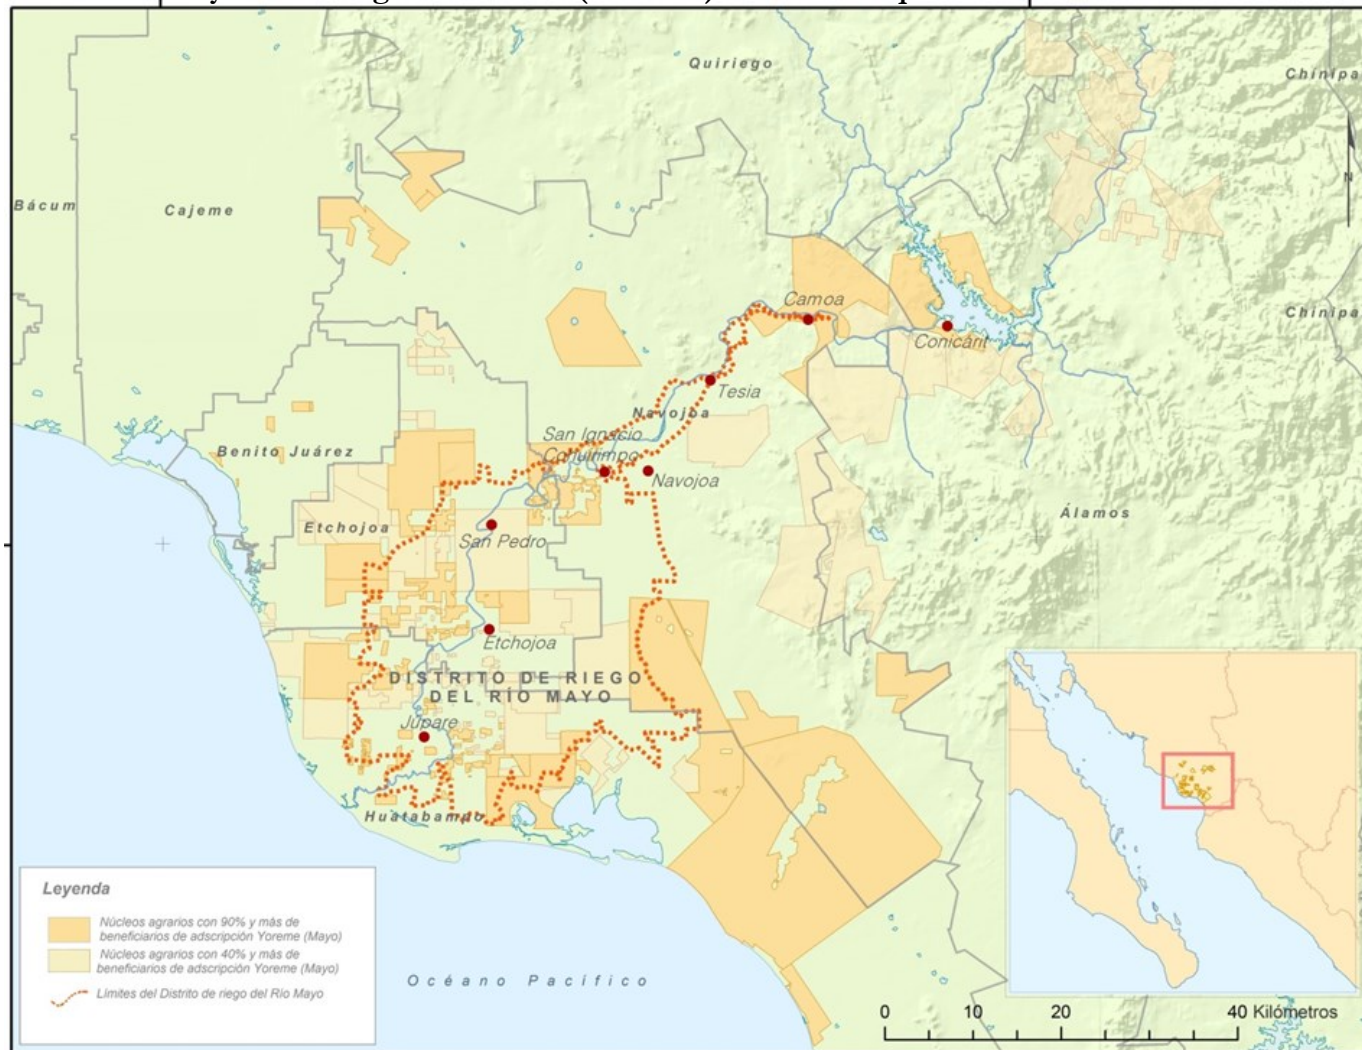 Quiriego
Chínipa
Bácum
Cajeme
N
Camoa
Chínipa
Conicárit
Tesia
Navojoa
San Ignacio
Cohuirimpo
Benito Juárez
Navojoa
Etchojoa
Álamos
San Pedro
Etchojoa
DISTRITO DE RIEGO
DEL RÍO MAYO
Júpare
Huatabampo
Leyenda
Núcleos agrarios con 90% y más de
beneficiarios de adscripción Yoreme (Mayo)
Núcleos agrarios con 40% y más de
beneficiarios de adscripción Yoreme (Mayo)
Límites del Distrito de riego del Río Mayo
Océano Pacífico
0 10 20 40 Kilómetros